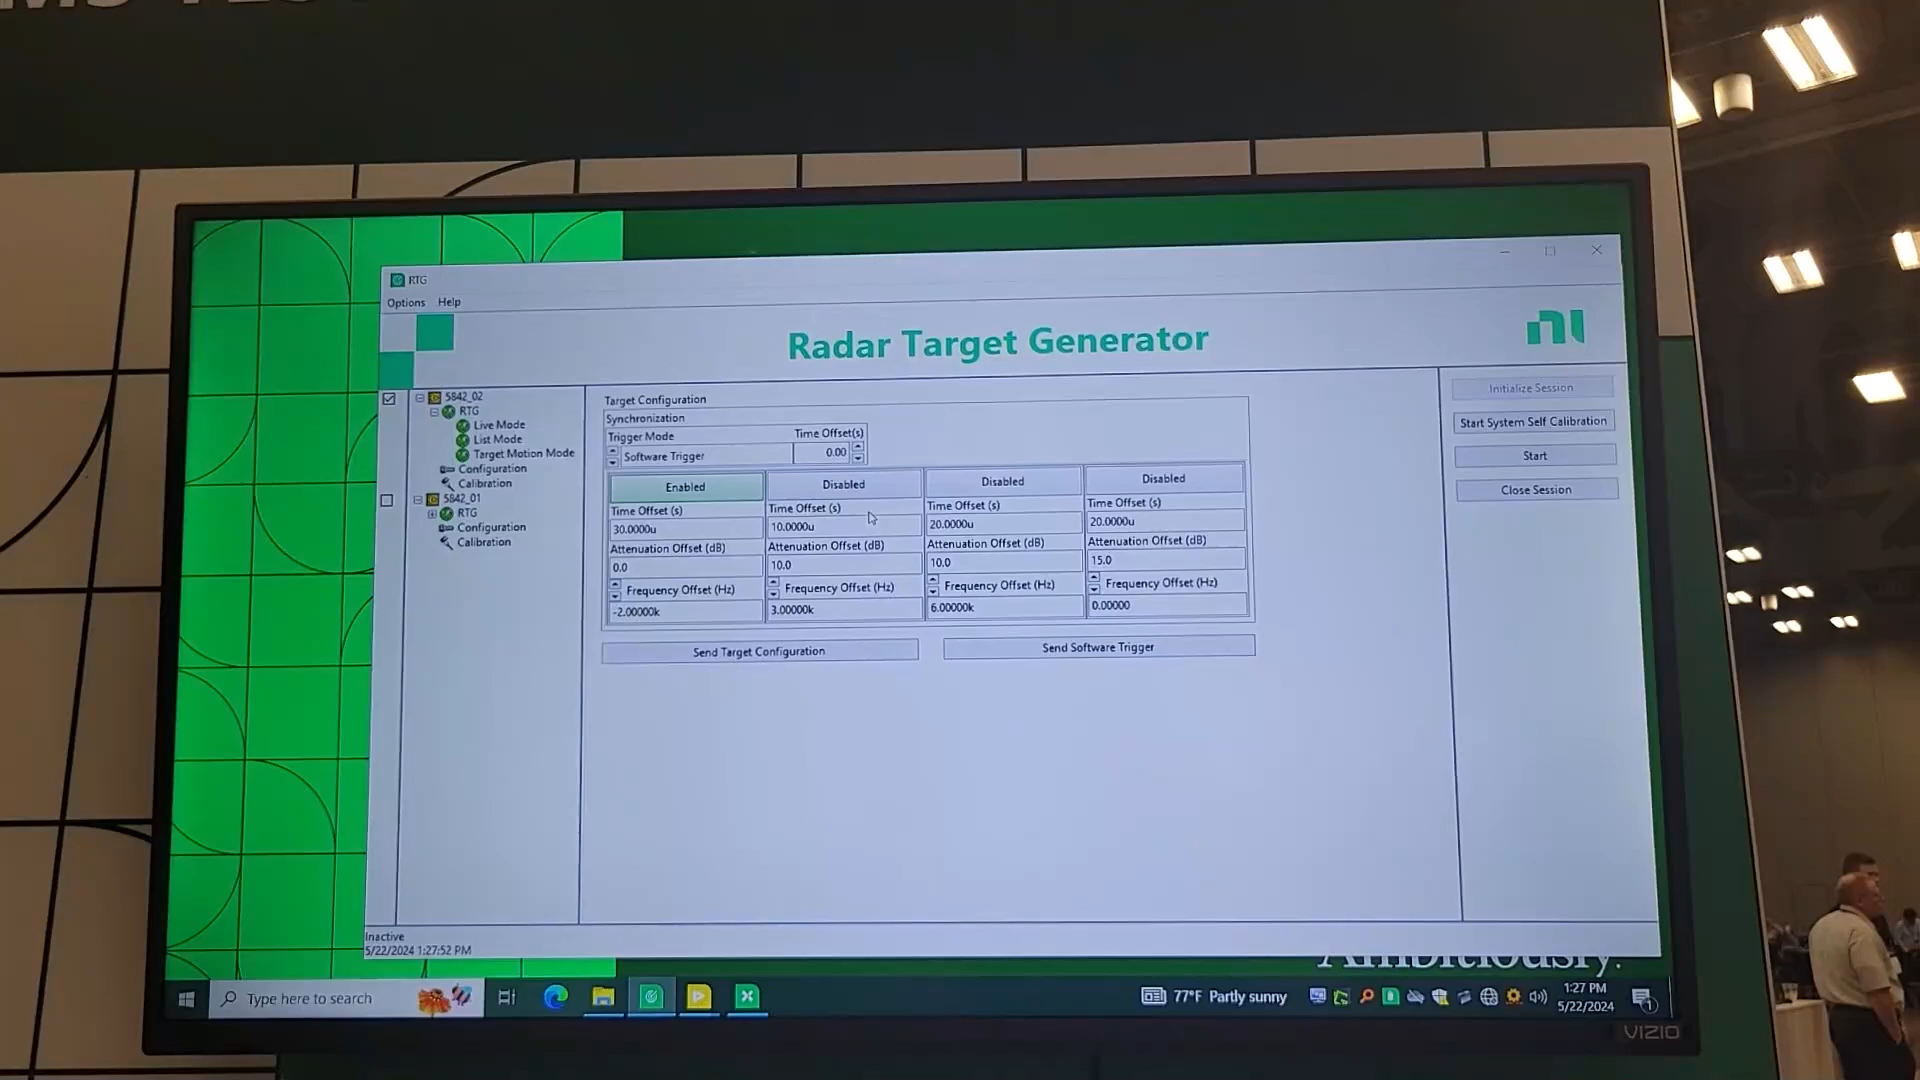 RTG
Options Help
Radar Target Generator
ni
5842_02
RTG
Live Mode
List Mode
Target Motion Mode
Configuration
Calibration
5842_01
RTG
Configuration
Calibration
Target Configuration
Synchronization
Trigger Mode Time Offset(s)
Software Trigger 0.00
Enabled Disabled Disabled Disabled
Time Offset (s) Time Offset (s) Time Offset (s) Time Offset (s)
30.0000u 10.0000u 20.0000u 20.0000u
Attenuation Offset (dB) Attenuation Offset (dB) Attenuation Offset (dB) Attenuation Offset (dB)
0.0 10.0 10.0 15.0
Frequency Offset (Hz) Frequency Offset (Hz) Frequency Offset (Hz) Frequency Offset (Hz)
-2.00000k 3.00000k 6.00000k 0.00000
Send Target Configuration Send Software Trigger
Initialize Session
Start System Self Calibration
Start
Close Session
Inactive
5/22/2024 1:27:52 PM
Ambitiously.
Type here to search
77°F Partly sunny
1:27 PM
5/22/2024
1
VIZIO